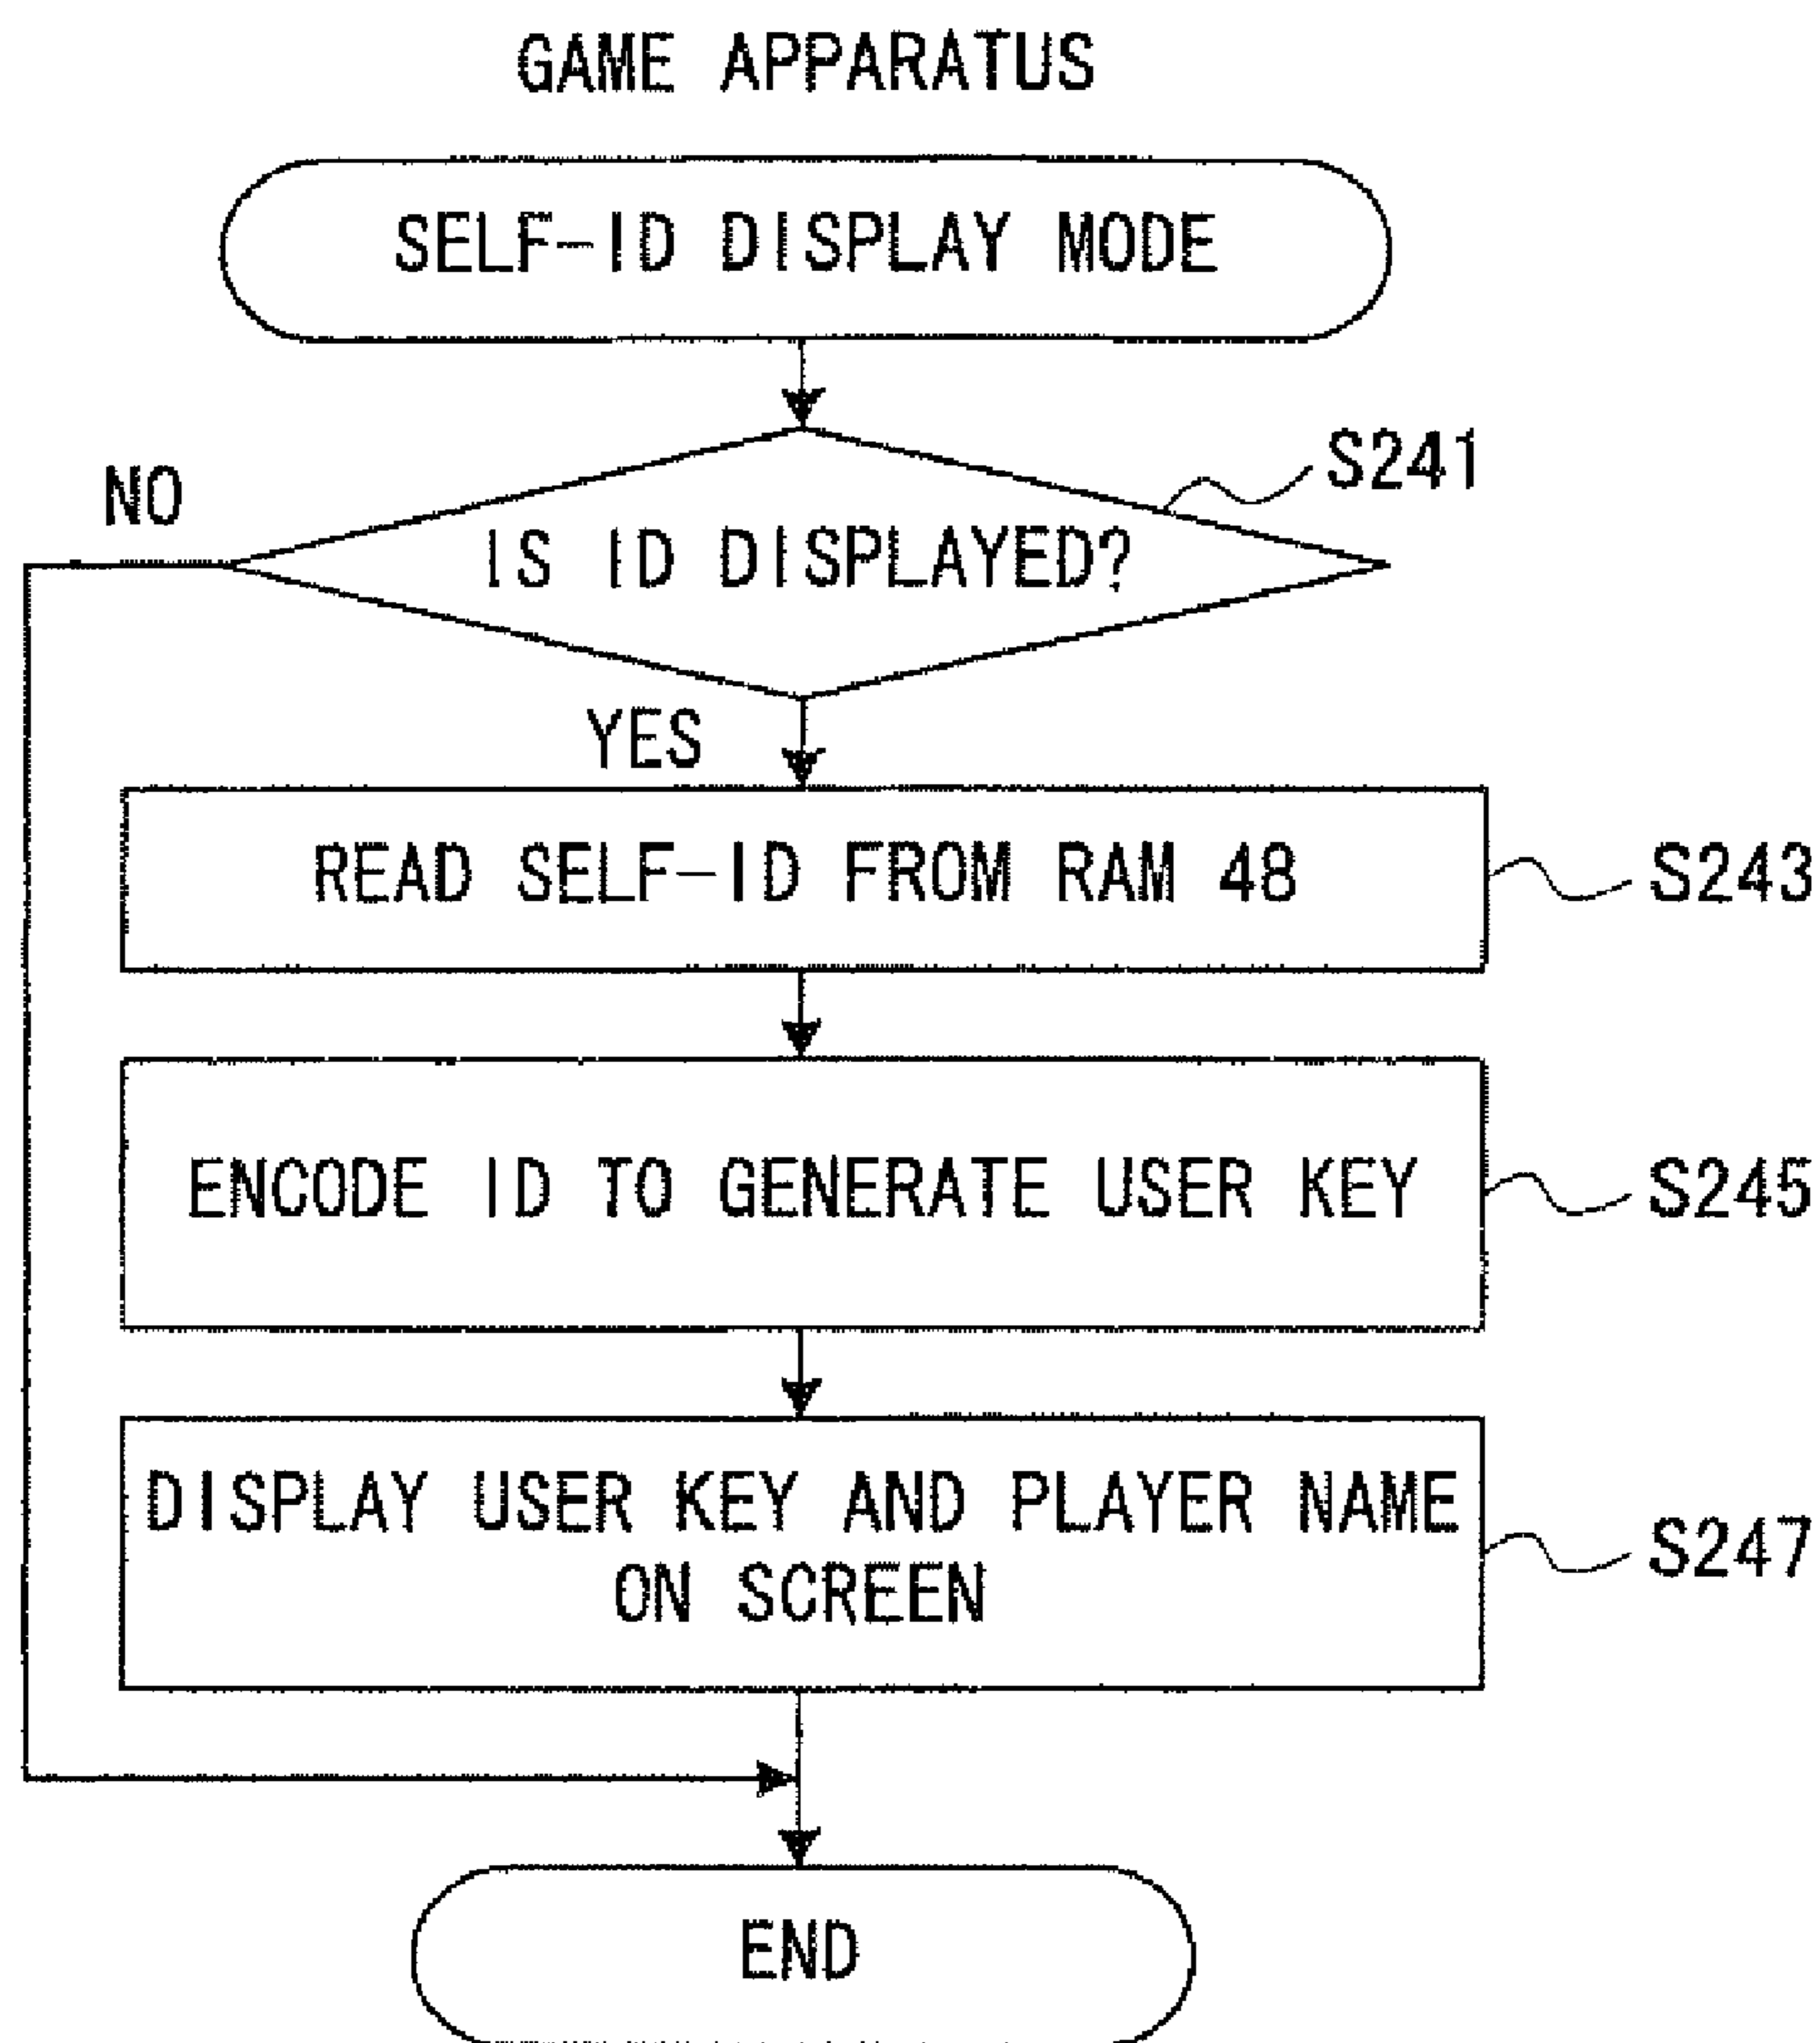 GAME APPARATUS
SELF-ID DISPLAY MODE
S241
NO
IS ID DISPLAYED?
YES
READ SELF-ID FROM RAM 48
S243
ENCODE ID TO GENERATE USER KEY
S245
DISPLAY USER KEY AND PLAYER NAME
ON SCREEN
S247
END